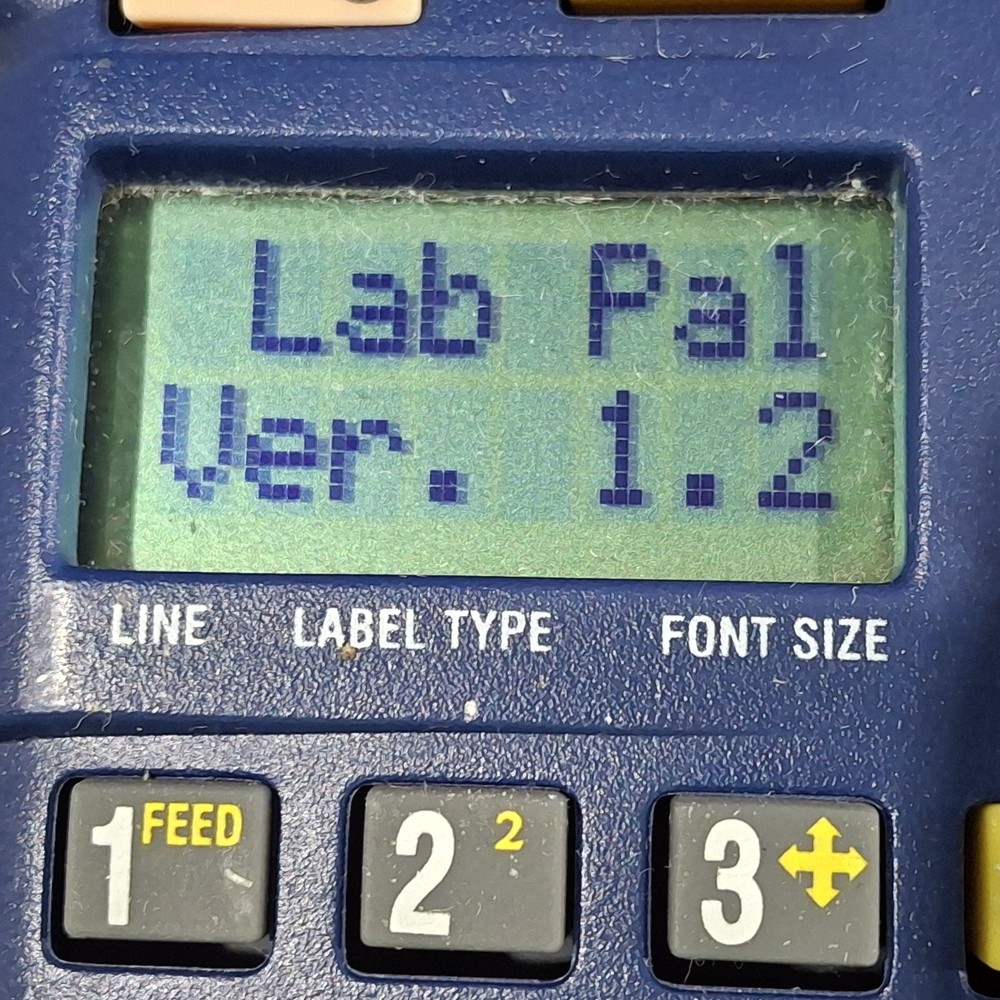 Lab Pal
Ver. 1.2
LINE LABEL TYPE FONT SIZE
1 FEED 2 2 3